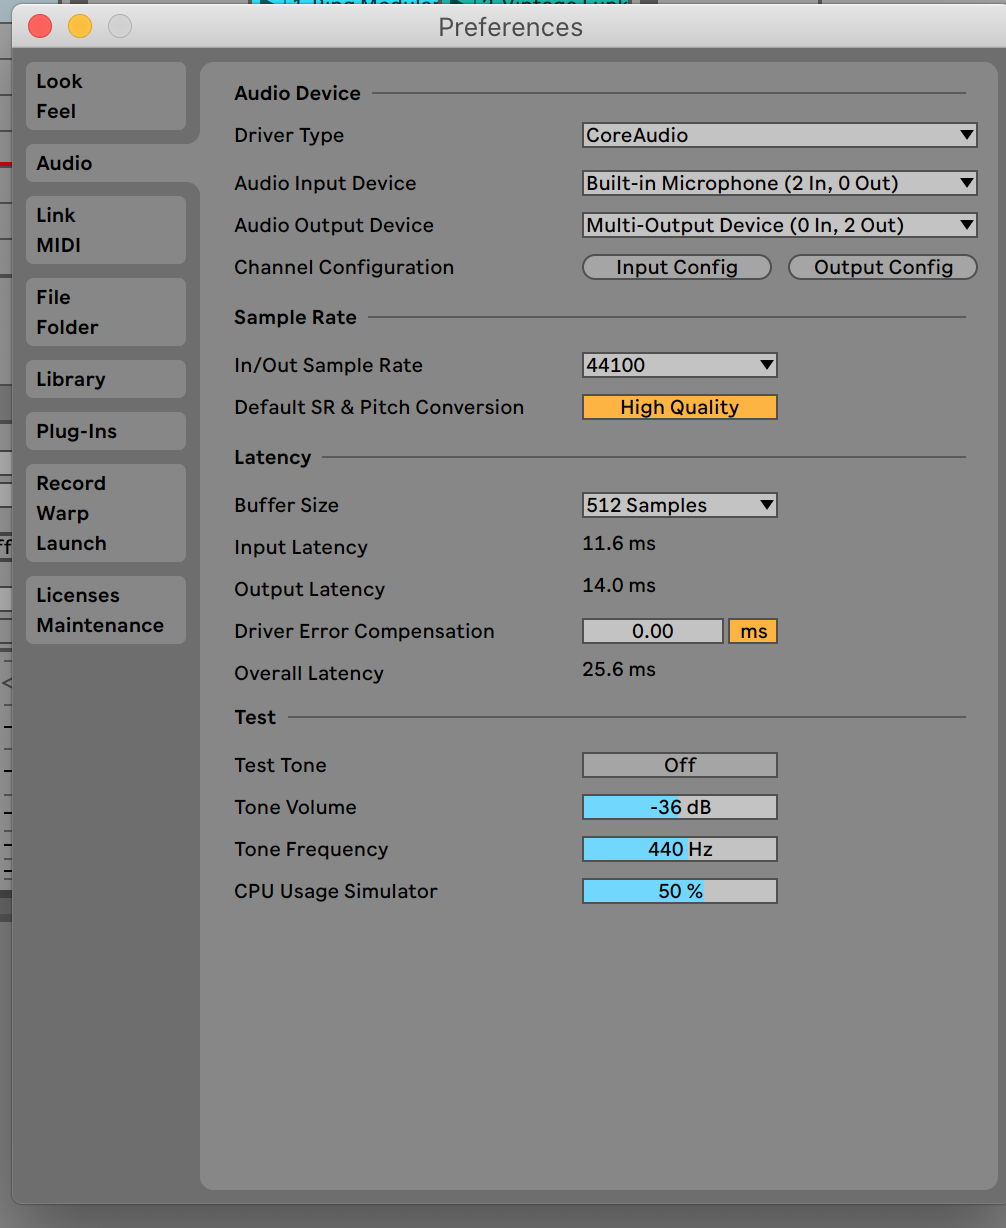 Preferences
Look
Feel
Audio
Link
MIDI
File
Folder
Library
Plug-Ins
Record
Warp
Launch
Licenses
Maintenance
Audio Device
Driver Type CoreAudio
Audio Input Device Built-in Microphone (2 In, 0 Out)
Audio Output Device Multi-Output Device (0 In, 2 Out)
Channel Configuration Input Config Output Config
Sample Rate
In/Out Sample Rate 44100
Default SR & Pitch Conversion High Quality
Latency
Buffer Size 512 Samples
Input Latency 11.6 ms
Output Latency 14.0 ms
Driver Error Compensation 0.00 ms
Overall Latency 25.6 ms
Test
Test Tone Off
Tone Volume -36 dB
Tone Frequency 440 Hz
CPU Usage Simulator 50 %